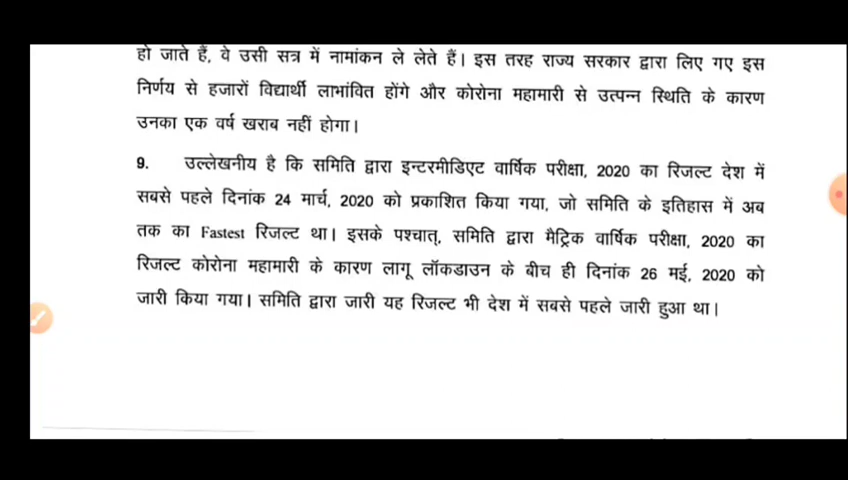 हो जाते हैं, वे उसी सत्र में नामांकन ले लेते हैं। इस तरह राज्य सरकार द्वारा लिए गए इस
निर्णय से हजारों विद्यार्थी लाभांवित होंगे और कोरोना महामारी से उत्पन्न स्थिति के कारण
उनका एक वर्ष खराब नहीं होगा।
9. उल्लेखनीय है कि समिति द्वारा इन्टरमीडिएट वार्षिक परीक्षा, 2020 का रिजल्ट देश में
सबसे पहले दिनांक 24 मार्च, 2020 को प्रकाशित किया गया, जो समिति के इतिहास में अब
तक का Fastest रिजल्ट था। इसके पश्चात्, समिति द्वारा मैट्रिक वार्षिक परीक्षा, 2020 का
रिजल्ट कोरोना महामारी के कारण लागू लॉकडाउन के बीच ही दिनांक 26 मई, 2020 को
जारी किया गया। समिति द्वारा जारी यह रिजल्ट भी देश में सबसे पहले जारी हुआ था।